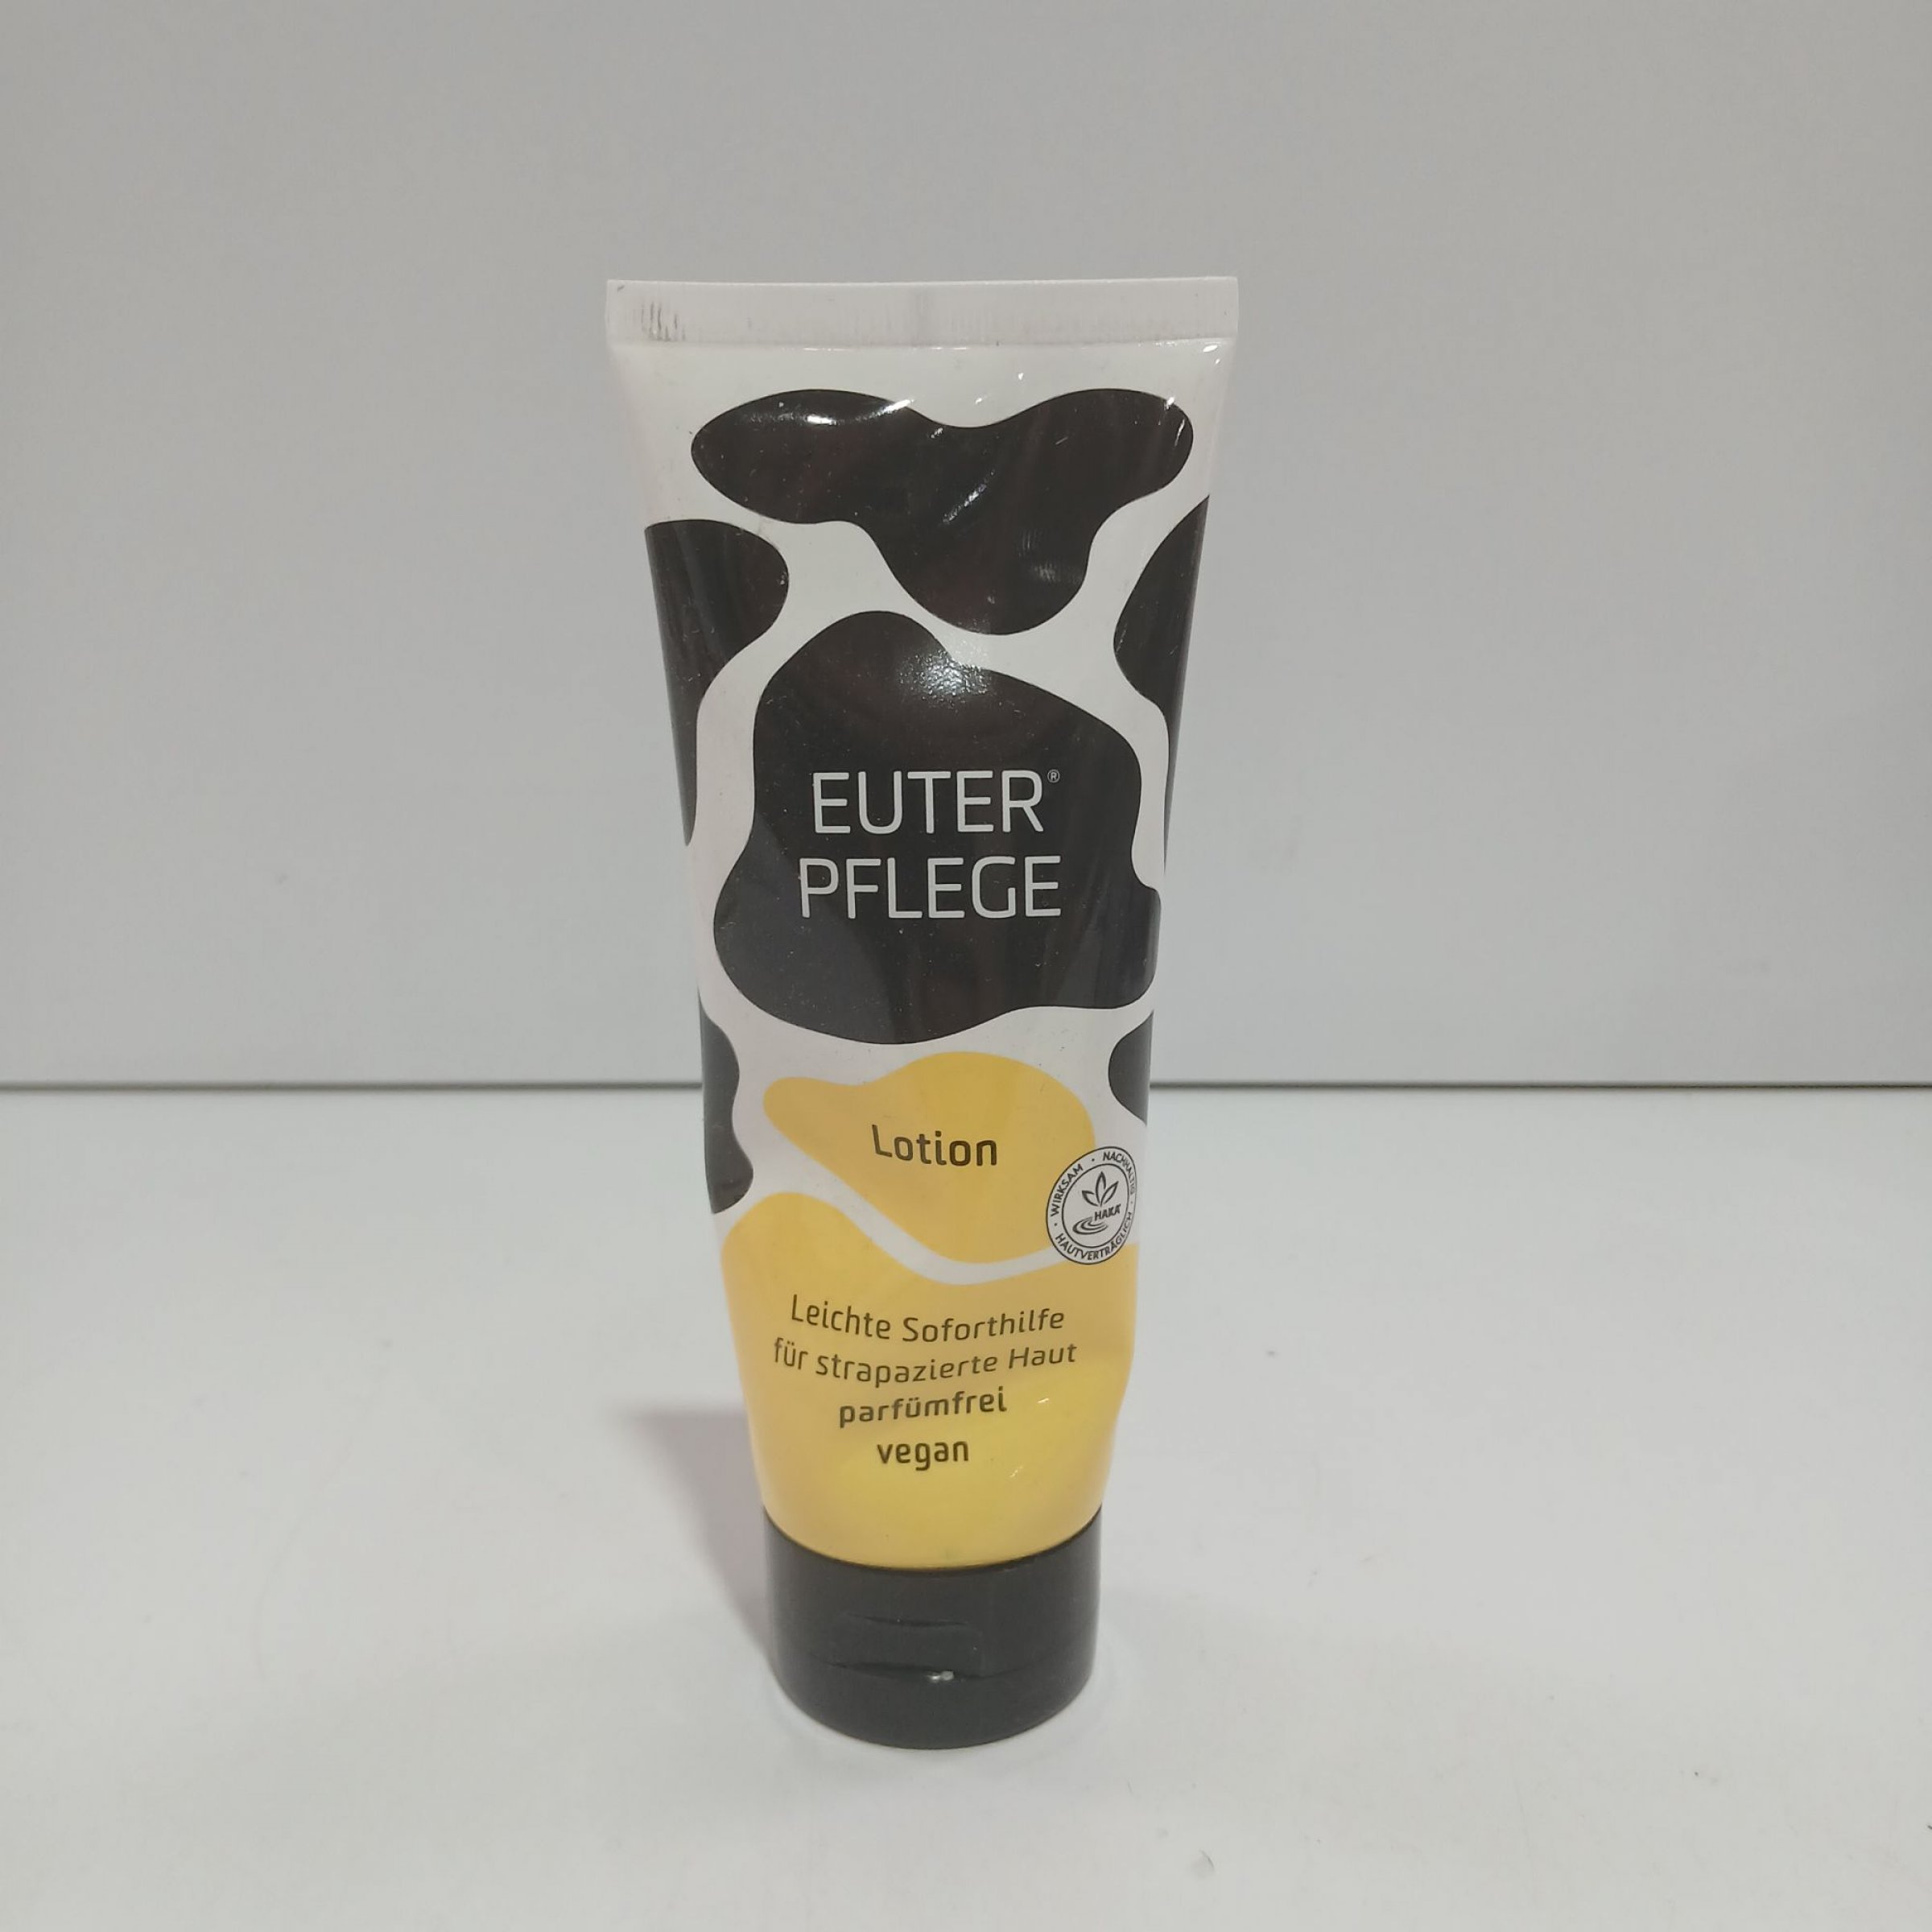 EUTER®
PFLEGE
Lotion
WIRKSAM · NACHHALTIG · HAUTVERTRÄGLICH ·
HAKA
Leichte Soforthilfe
für strapazierte Haut
parfümfrei
vegan